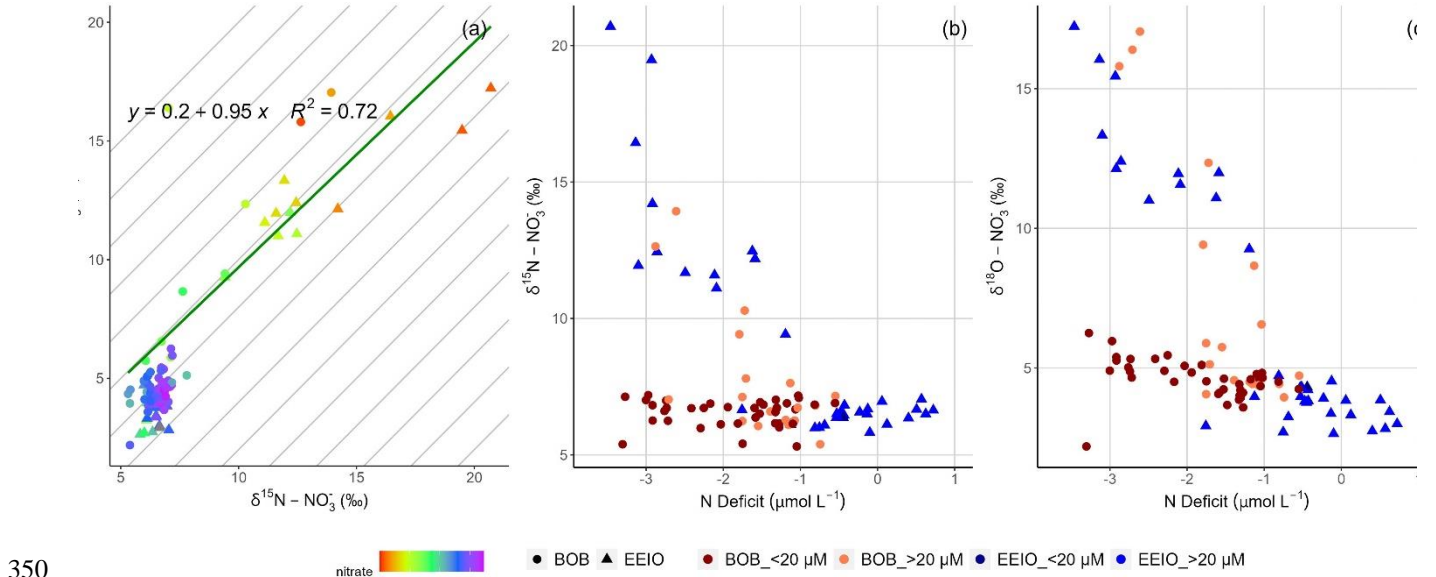 (a)
y = 0.2 + 0.95 x R² = 0.72
20
15
10
5
5 10 15 20
δ¹⁵N − NO₃⁻ (‰)
(b)
δ¹⁵N − NO₃⁻ (‰)
20
15
10
5
-3 -2 -1 0 1
N Deficit (μmol L⁻¹)
(c
δ¹⁸O − NO₃⁻ (‰)
15
10
5
-3 -2 -1 0 1
N Deficit (μmol L⁻¹)
350
nitrate
BOB EEIO BOB_<20 μM BOB_>20 μM EEIO_<20 μM EEIO_>20 μM